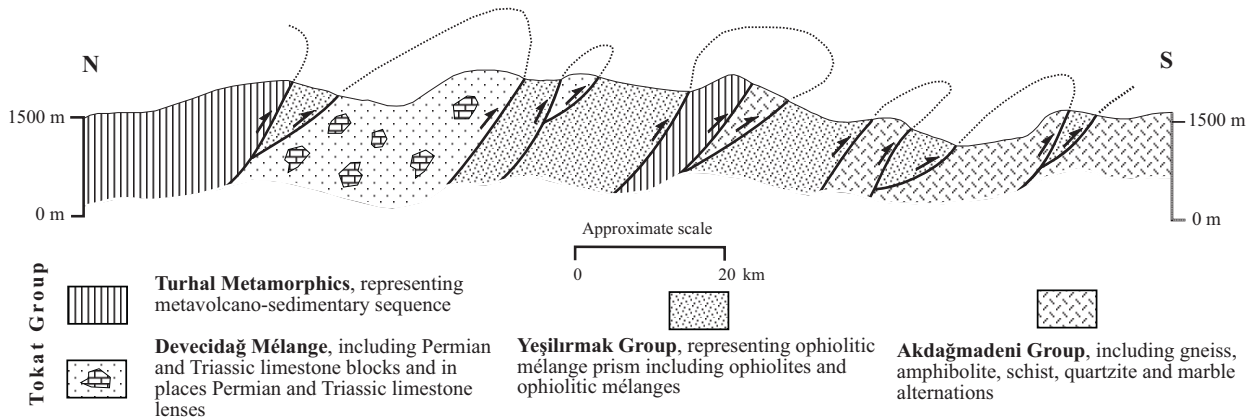 N
S
1500 m
1500 m
0 m
0 m
Approximate scale
0
20 km
Tokat Group
Turhal Metamorphics, representing
metavolcano-sedimentary sequence
Devecidağ Mélange, including Permian
and Triassic limestone blocks and in
places Permian and Triassic limestone
lenses
Yeşilırmak Group, representing ophiolitic
mélange prism including ophiolites and
ophiolitic mélanges
Akdağmadeni Group, including gneiss,
amphibolite, schist, quartzite and marble
alternations